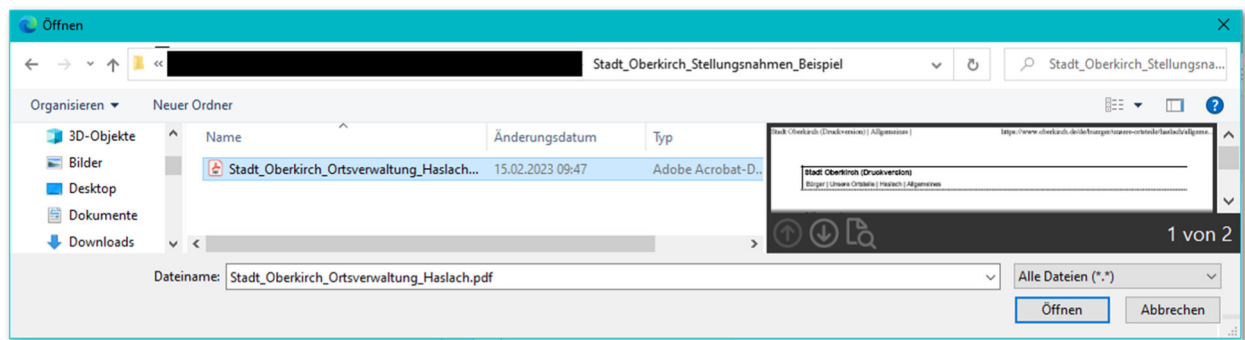 Öffnen
« Stadt_Oberkirch_Stellungsnahmen_Beispiel
Stadt_Oberkirch_Stellungsna...
Organisieren Neuer Ordner
3D-Objekte
Bilder
Desktop
Dokumente
Downloads
Name Änderungsdatum Typ
Stadt_Oberkirch_Ortsverwaltung_Haslach... 15.02.2023 09:47 Adobe Acrobat-D...
Stadt Oberkirch (Druckversion) | Allgemeines |
Stadt Oberkirch (Druckversion)
Bürger | Unsere Ortsteile | Haslach | Allgemeines
1 von 2
Dateiname: Stadt_Oberkirch_Ortsverwaltung_Haslach.pdf
Alle Dateien (*.*)
Öffnen Abbrechen